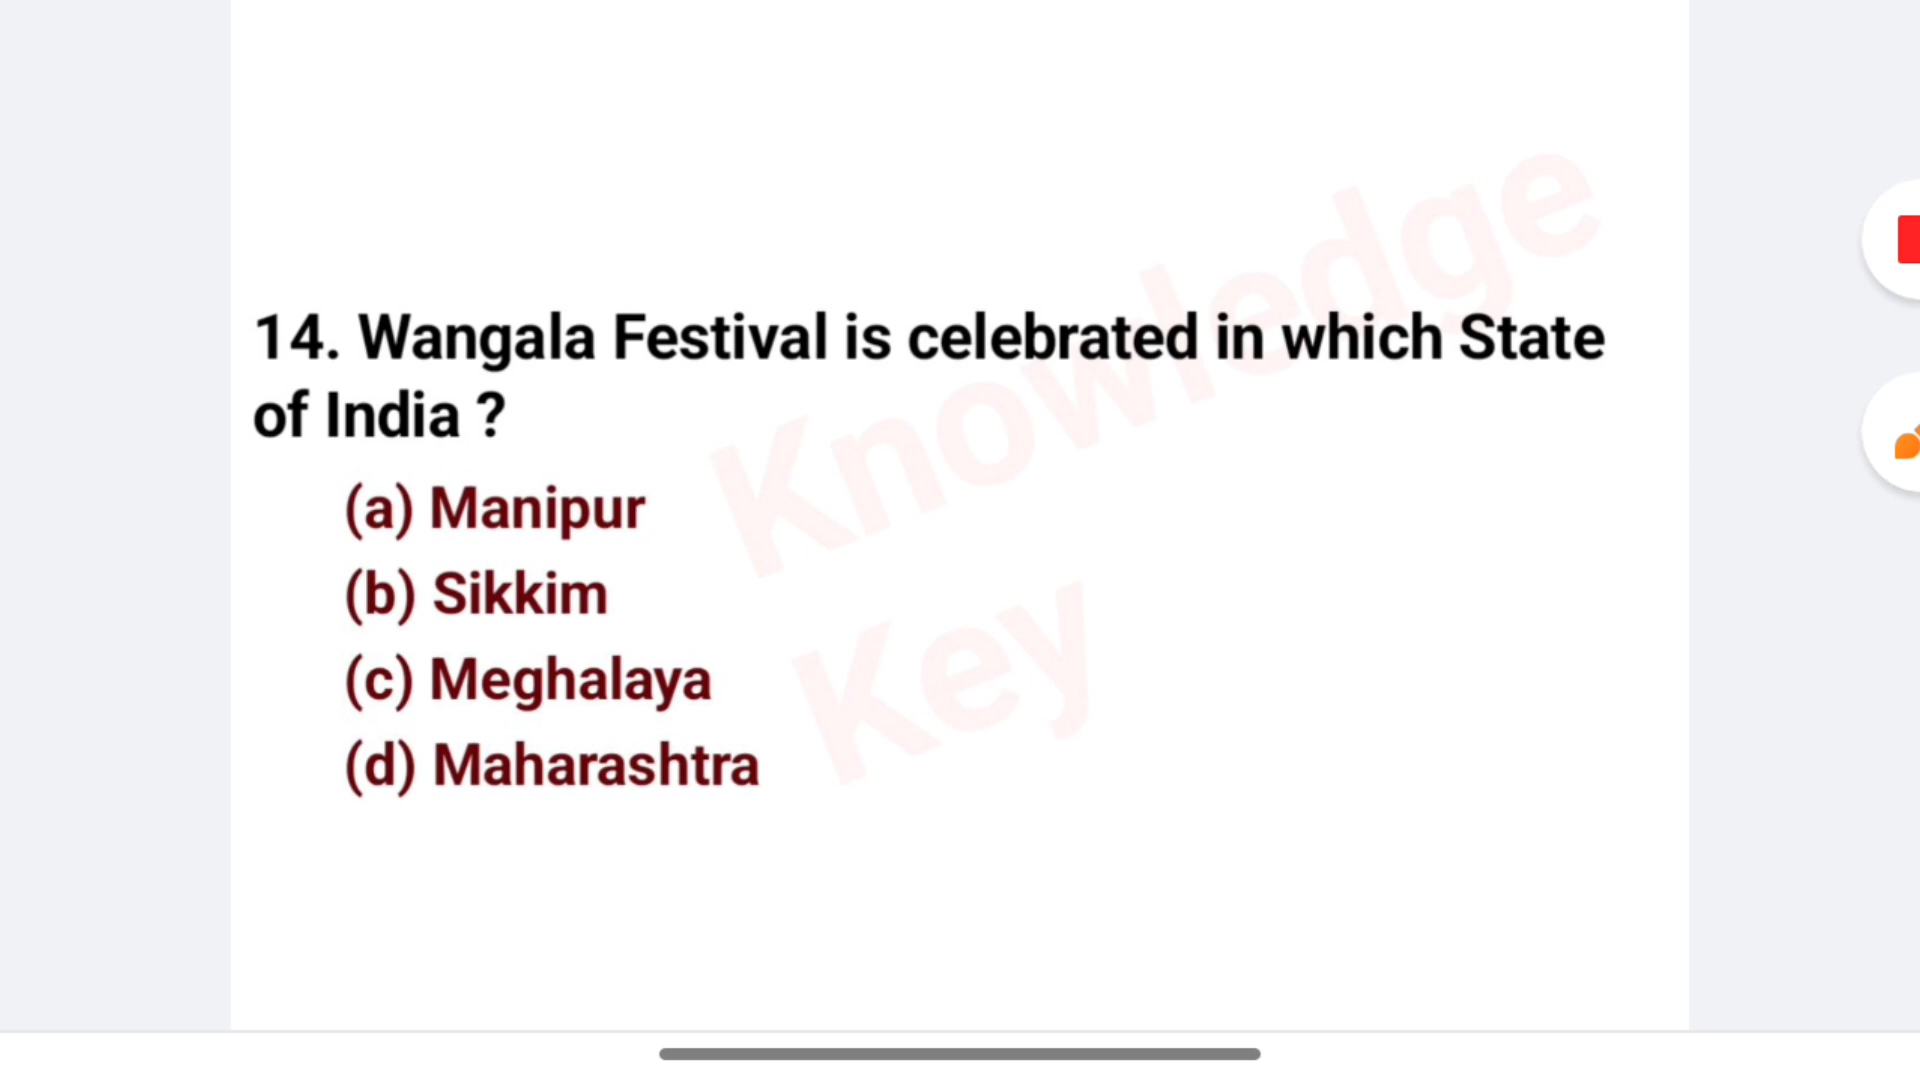 14. Wangala Festival is celebrated in which State
of India ?
(a) Manipur
(b) Sikkim
(c) Meghalaya
(d) Maharashtra
Knowledge
Key